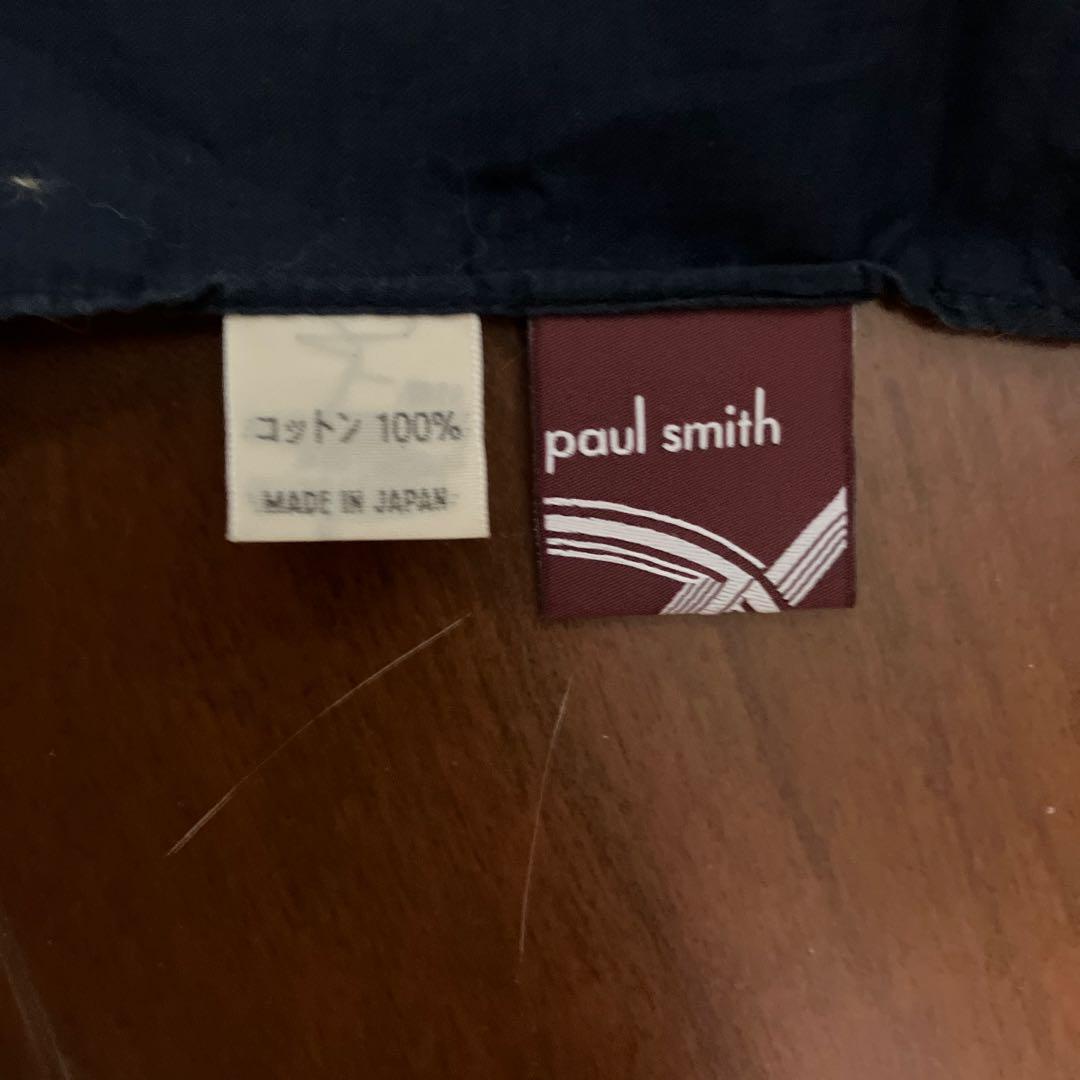 コットン 100%
MADE IN JAPAN
paul smith